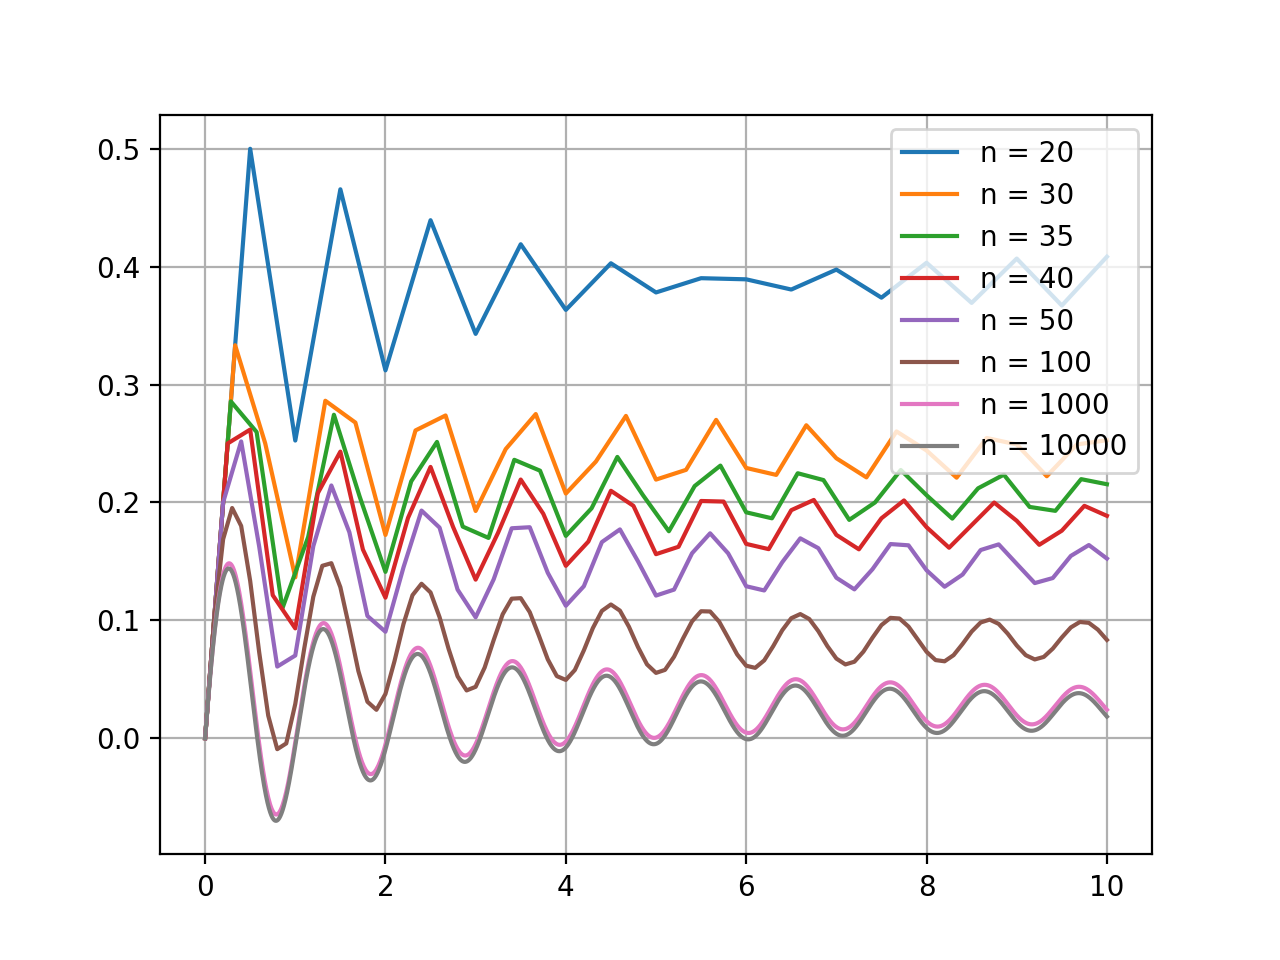 0.5
0.4
0.3
0.2
0.1
0.0
0 2 4 6 8 10
n = 20
n = 30
n = 35
n = 40
n = 50
n = 100
n = 1000
n = 10000